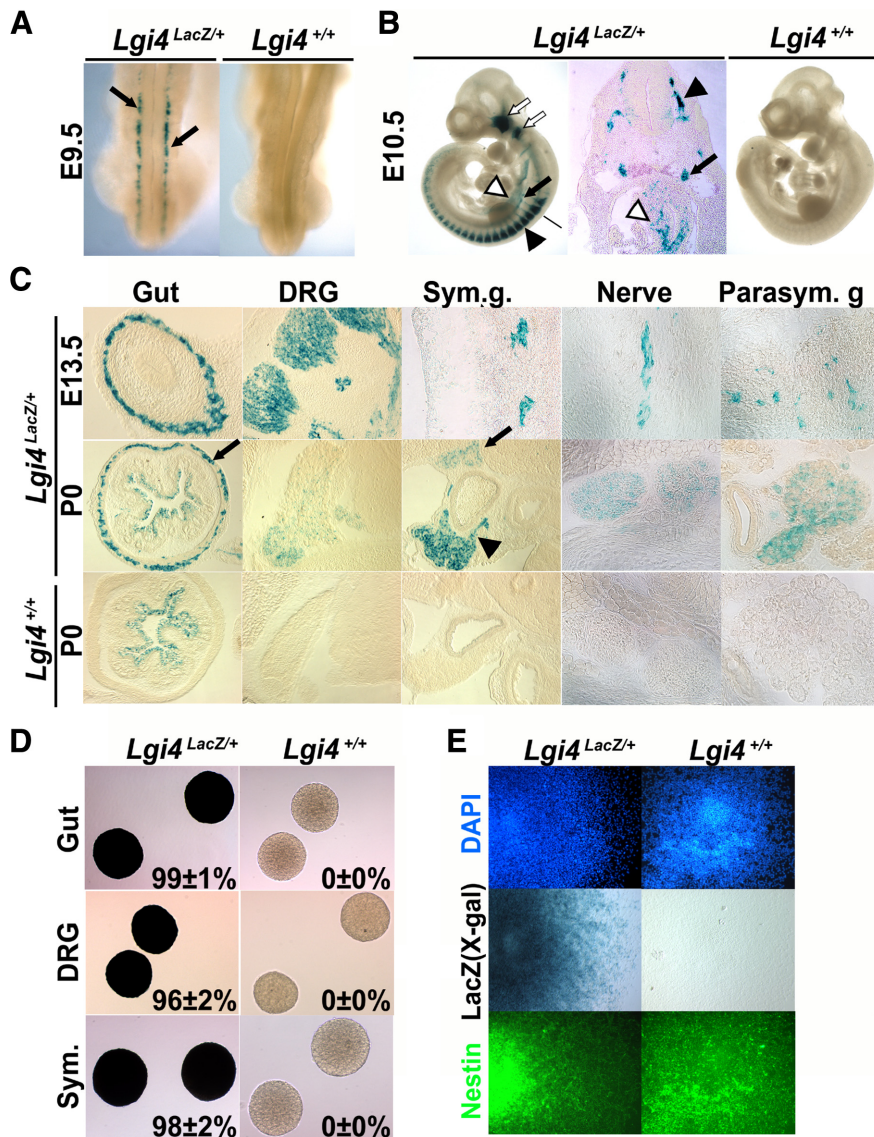 A
Lgi4 LacZ/+
Lgi4 +/+
E9.5
B
Lgi4 LacZ/+
Lgi4 +/+
E10.5
C
Gut
DRG
Sym.g.
Nerve
Parasym. g
Lgi4 LacZ/+
E13.5
P0
Lgi4 +/+
P0
D
Lgi4 LacZ/+
Lgi4 +/+
Gut
99±1%
0±0%
DRG
96±2%
0±0%
Sym.
98±2%
0±0%
E
Lgi4 LacZ/+
Lgi4 +/+
DAPI
LacZ(X-gal)
Nestin